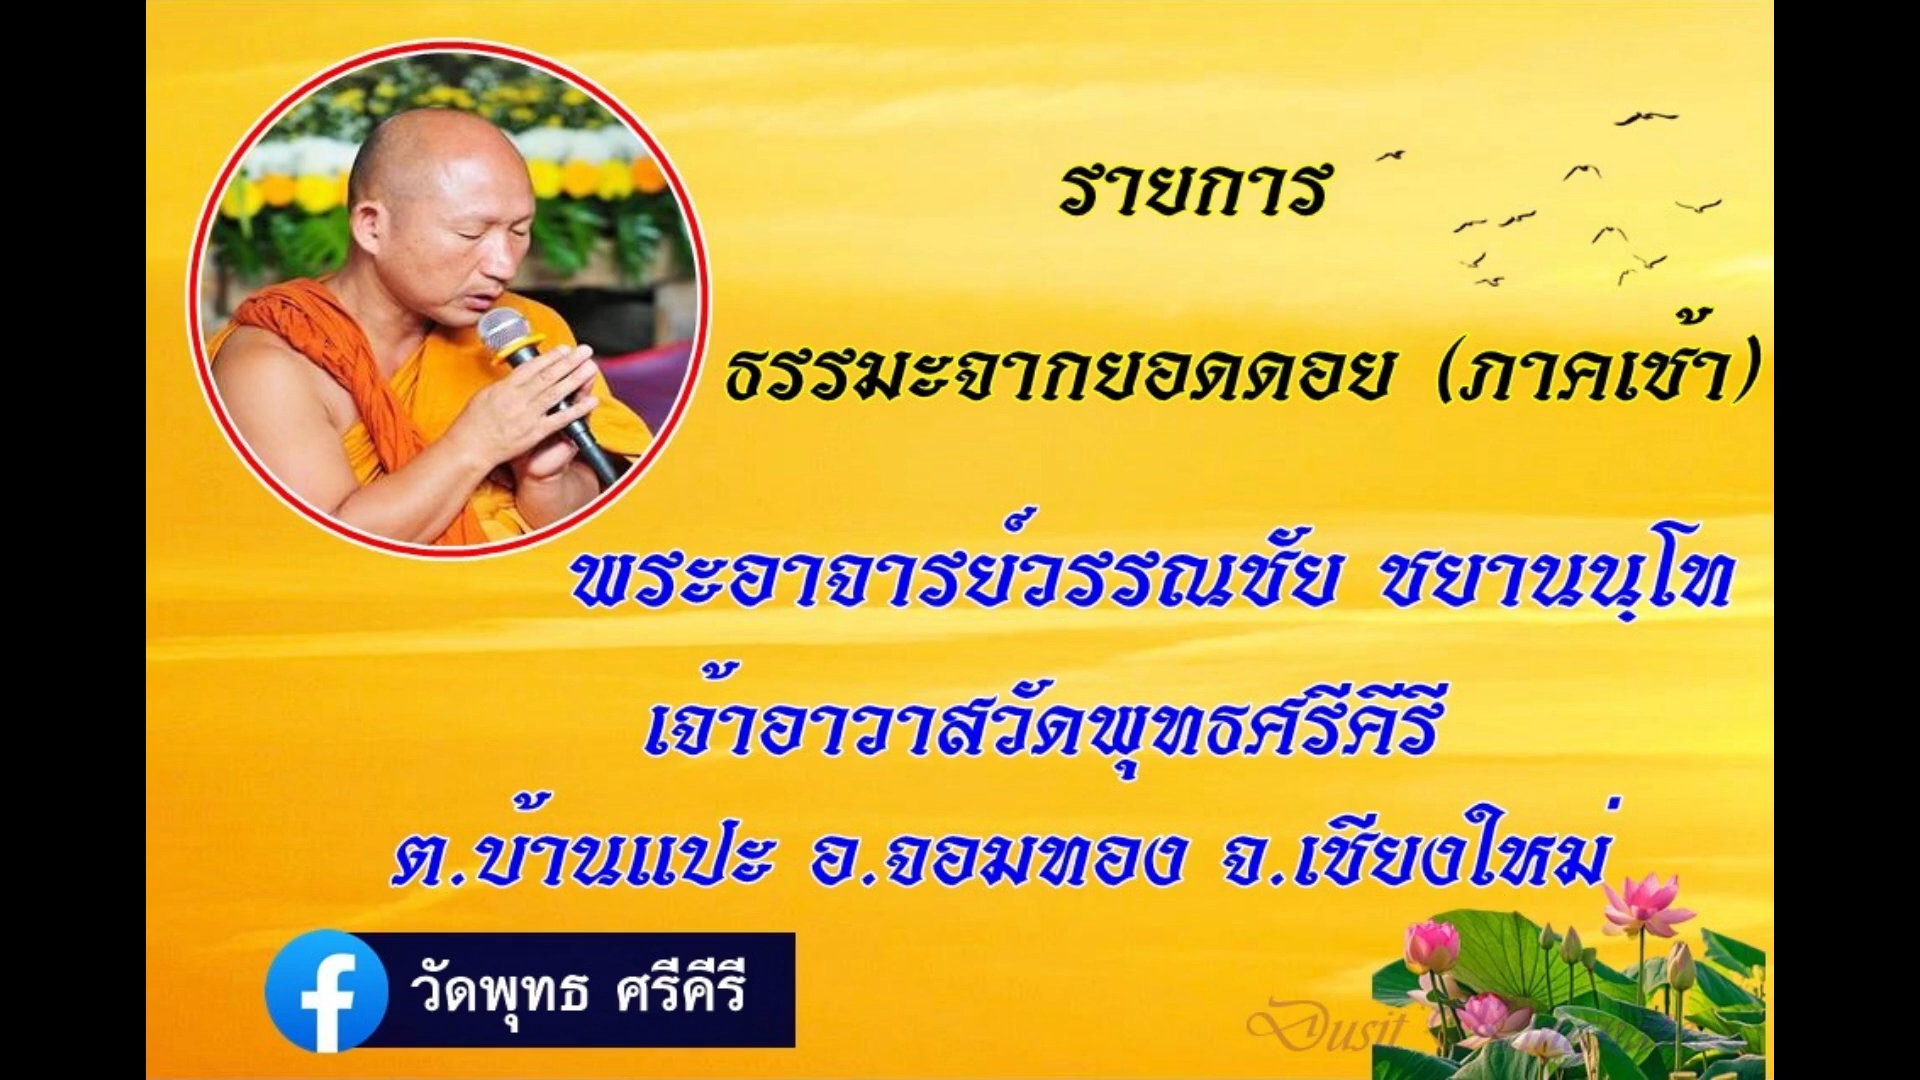 รายการ
ธรรมะจากยอดดอย (ภาคเช้า)
พระอาจารย์วรรณชัย ชยานนฺโท
เจ้าอาวาสวัดพุทธศรีคีรี
ต.บ้านแปะ อ.จอมทอง จ.เชียงใหม่
วัดพุทธ ศรีคีรี
Dusit